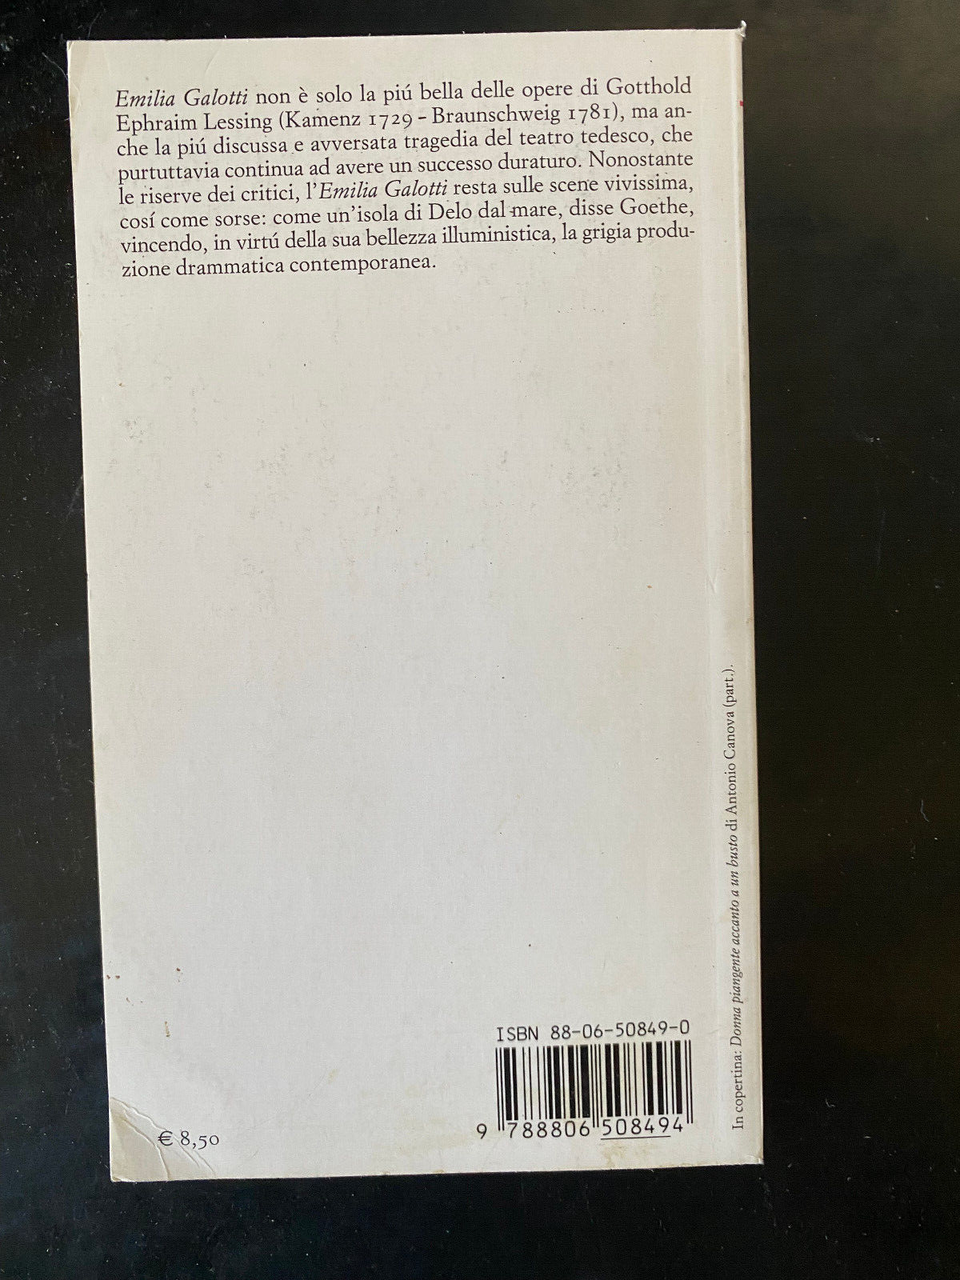 Emilia Galotti non è solo la piú bella delle opere di Gotthold
Ephraim Lessing (Kamenz 1729 - Braunschweig 1781), ma an-
che la piú discussa e avversata tragedia del teatro tedesco, che
purtuttavia continua ad avere un successo duraturo. Nonostante
le riserve dei critici, l'Emilia Galotti resta sulle scene vivissima,
cosí come sorse: come un'isola di Delo dal mare, disse Goethe,
vincendo, in virtú della sua bellezza illuministica, la grigia produ-
zione drammatica contemporanea.
In copertina: Donna piangente accanto a un busto di Antonio Canova (part.).
ISBN 88-06-50849-0
9 788806 508494
€ 8,50